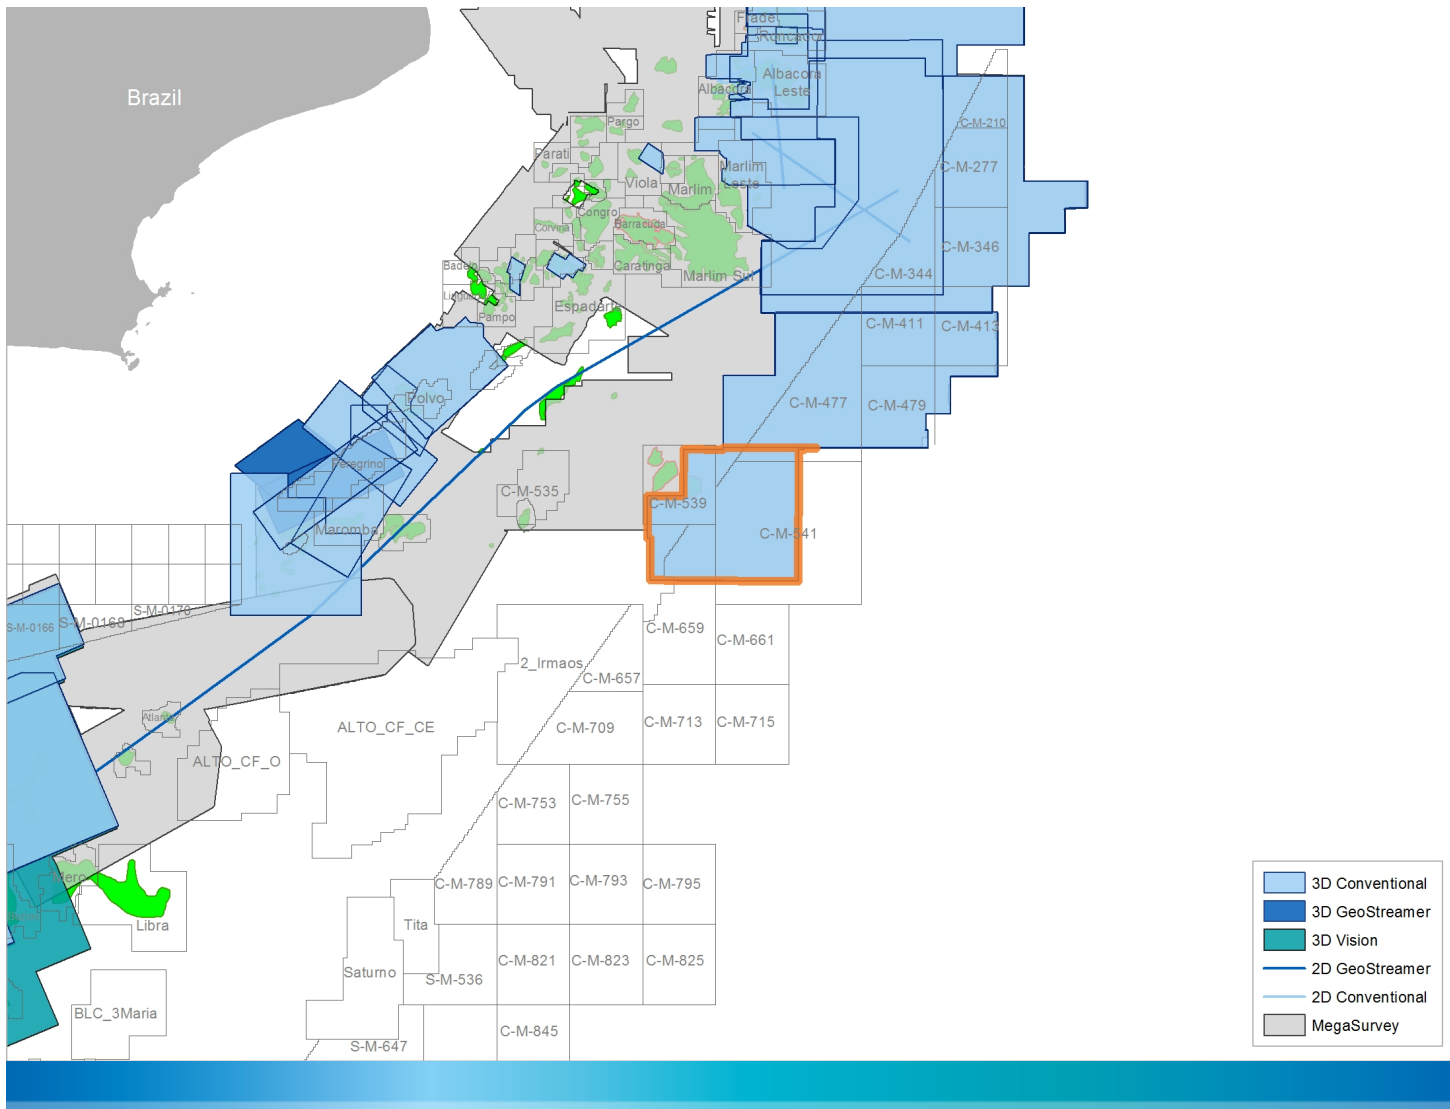 Frade
Roncador
Brazil
Albacora
Leste
Albacora
Pargo
C-M-210
Parati
Marlim
Leste
C-M-277
Viola
Marlim
Congro
Corvina
Barracuda
C-M-346
Badejo
Caratinga
Marlim Sul
C-M-344
Pampo
Espadarte
C-M-411
C-M-413
Polvo
C-M-477
C-M-479
Peregrino
C-M-535
C-M-539
Maromba
C-M-541
S-M-0170
S-M-0166
S-M-0168
C-M-659
C-M-661
2_Irmaos
C-M-657
Atlanta
ALTO_CF_CE
C-M-709
C-M-713
C-M-715
ALTO_CF_O
C-M-753
C-M-755
Mero
C-M-789
C-M-791
C-M-793
C-M-795
Libra
Tita
Saturno
S-M-536
C-M-821
C-M-823
C-M-825
BLC_3Maria
S-M-647
C-M-845
3D Conventional
3D GeoStreamer
3D Vision
2D GeoStreamer
2D Conventional
MegaSurvey